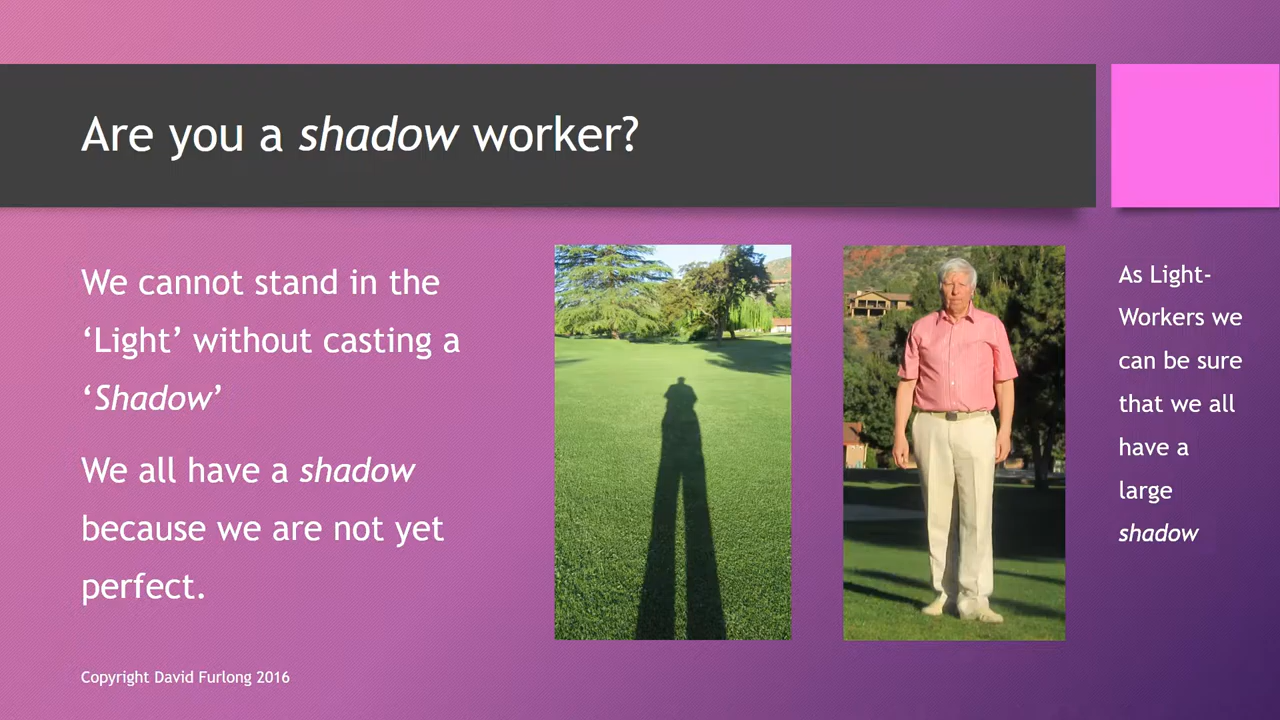 Are you a shadow worker?
We cannot stand in the
‘Light’ without casting a
‘Shadow’
We all have a shadow
because we are not yet
perfect.
As Light-
Workers we
can be sure
that we all
have a
large
shadow
Copyright David Furlong 2016